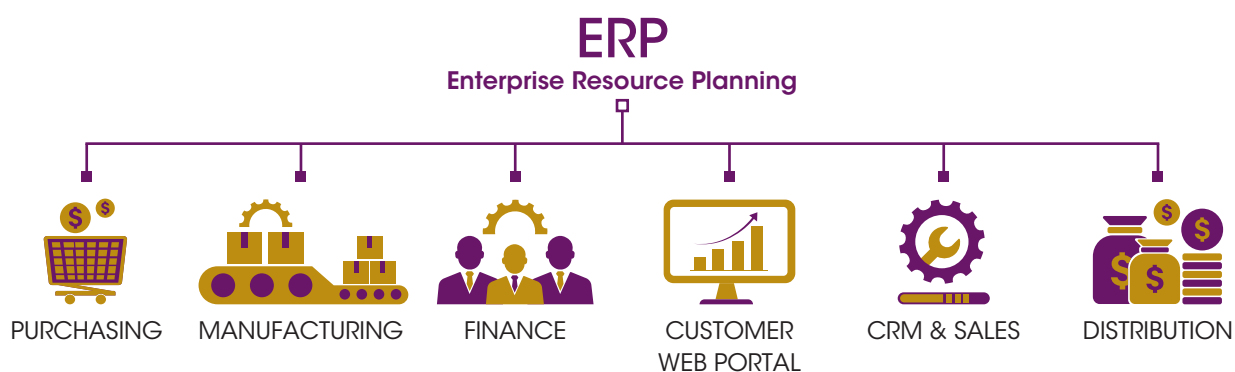 ERP
Enterprise Resource Planning
$ $
PURCHASING
MANUFACTURING
FINANCE
CUSTOMER
WEB PORTAL
CRM & SALES
$ $
$ $
DISTRIBUTION